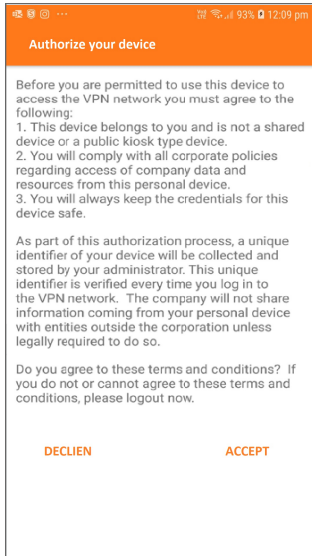 93% 12:09 pm
Authorize your device
Before you are permitted to use this device to
access the VPN network you must agree to the
following:
1. This device belongs to you and is not a shared
device or a public kiosk type device.
2. You will comply with all corporate policies
regarding access of company data and
resources from this personal device.
3. You will always keep the credentials for this
device safe.
As part of this authorization process, a unique
identifier of your device will be collected and
stored by your administrator. This unique
identifier is verified every time you log in to
the VPN network. The company will not share
information coming from your personal device
with entities outside the corporation unless
legally required to do so.
Do you agree to these terms and conditions? If
you do not or cannot agree to these terms and
conditions, please logout now.
DECLIEN ACCEPT